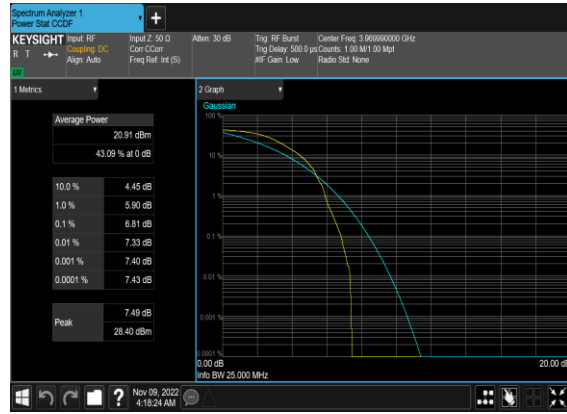 Spectrum Analyzer 1
Power Stat CCDF
+
KEYSIGHT
R T
Input: RF
Coupling: DC
Align: Auto
Input Z: 50 Ω
Corr CCorr
Freq Ref: Int (S)
Atten: 30 dB
Trig: RF Burst
Trig Delay: 500.0 µs
#IF Gain: Low
Center Freq: 3.969990000 GHz
Counts: 1.00 M/1.00 Mpt
Radio Std: None
1 Metrics
Average Power
20.91 dBm
43.09 % at 0 dB
10.0 % 4.45 dB
1.0 % 5.90 dB
0.1 % 6.81 dB
0.01 % 7.33 dB
0.001 % 7.40 dB
0.0001 % 7.43 dB
Peak
7.49 dB
28.40 dBm
2 Graph
Gaussian
100 %
10 %
1 %
0.1 %
0.01 %
0.001 %
0.0001 %
0.00 dB
20.00 dB
Info BW 25.000 MHz
?
Nov 09, 2022
4:18:24 AM